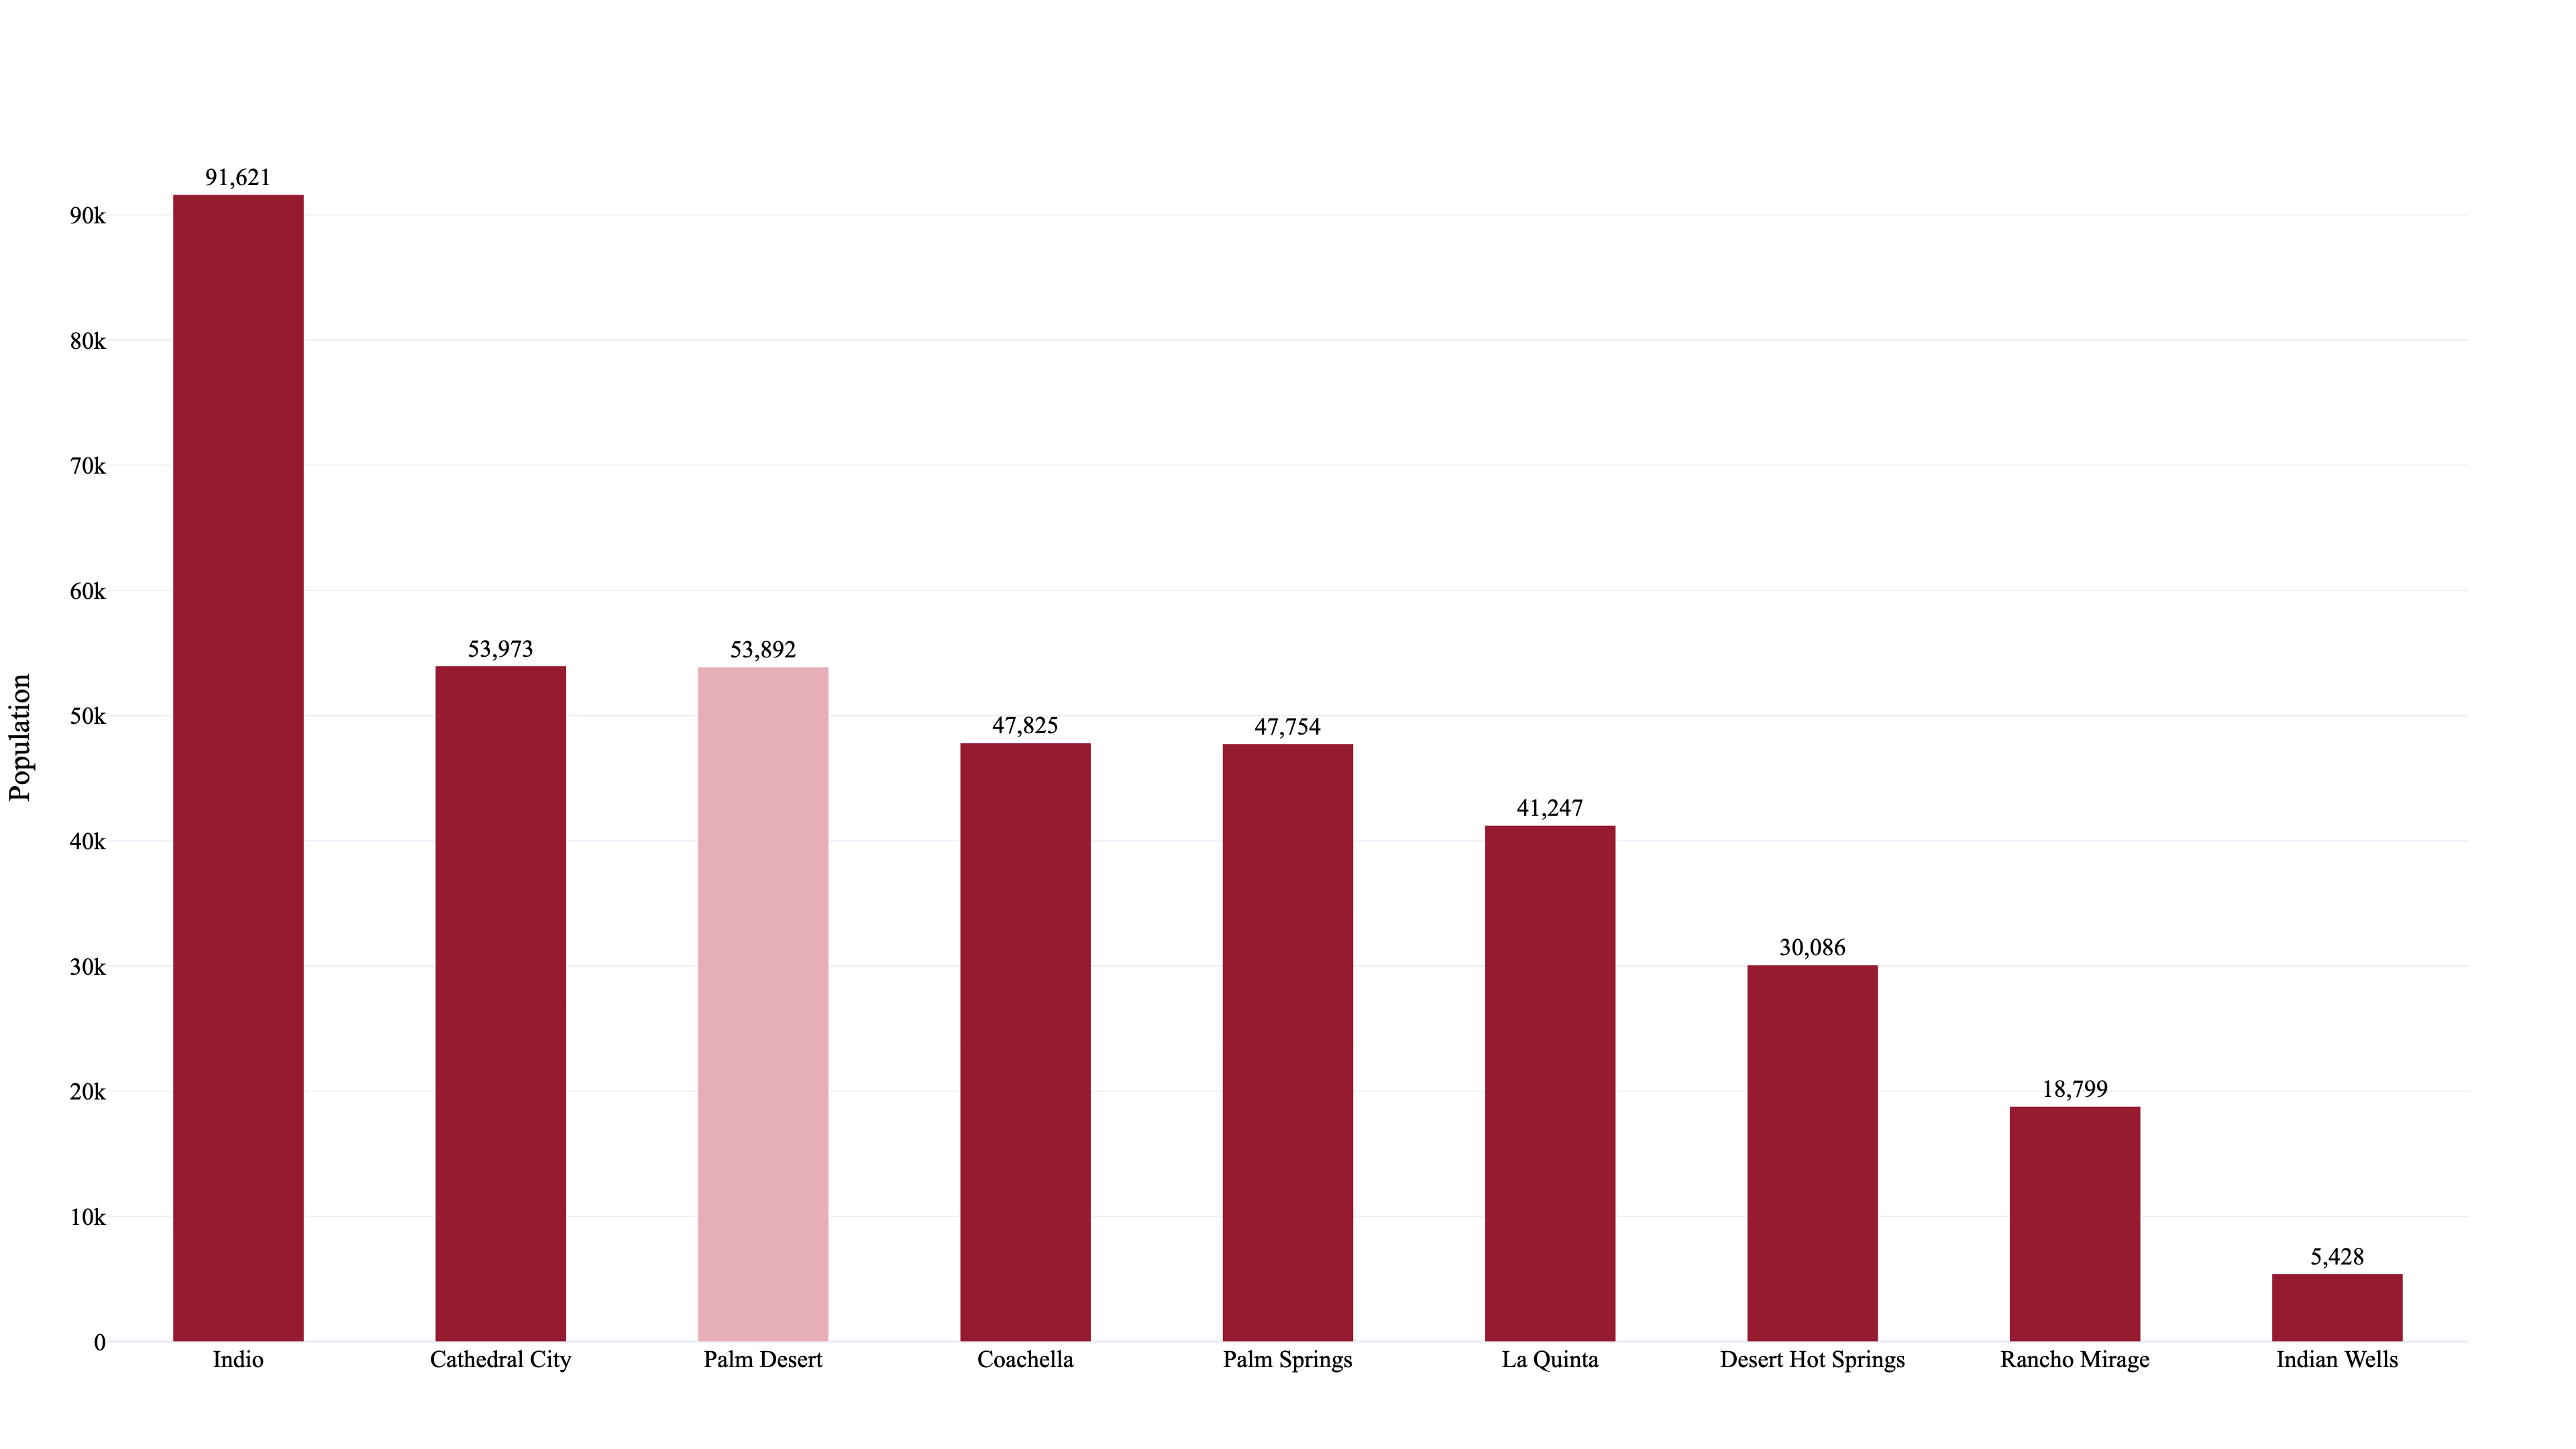 Population
90k
80k
70k
60k
50k
40k
30k
20k
10k
0
91,621
53,973
53,892
47,825
47,754
41,247
30,086
18,799
5,428
Indio
Cathedral City
Palm Desert
Coachella
Palm Springs
La Quinta
Desert Hot Springs
Rancho Mirage
Indian Wells